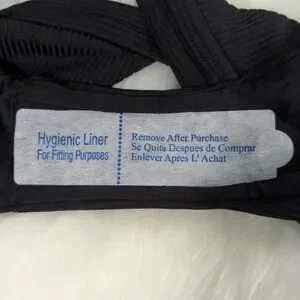 Hygienic Liner
For Fitting Purposes
Remove After Purchase
Se Quita Despues de Comprar
Enlever Apres L' Achat